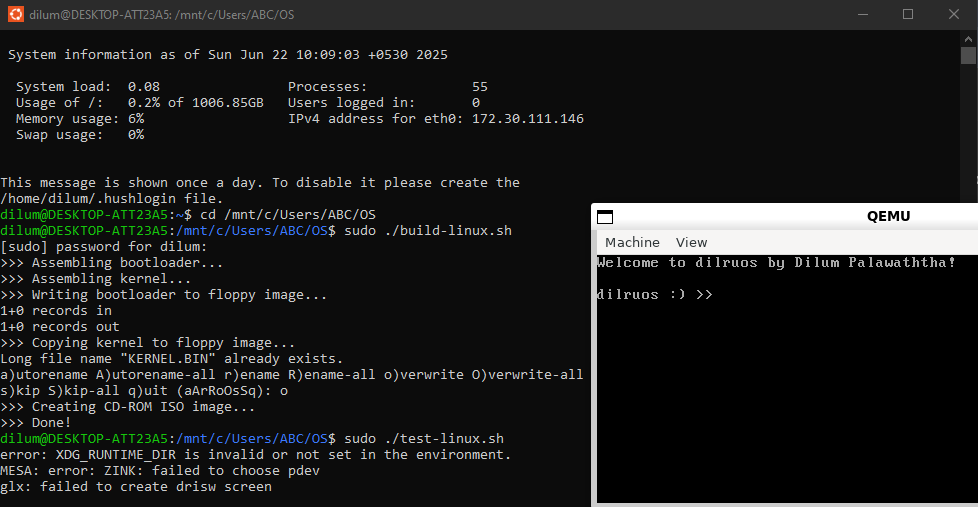 dilum@DESKTOP-ATT23A5: /mnt/c/Users/ABC/OS
System information as of Sun Jun 22 10:09:03 +0530 2025
System load:  0.08                Processes:             55
Usage of /:   0.2% of 1006.85GB   Users logged in:       0
Memory usage: 6%                  IPv4 address for eth0: 172.30.111.146
Swap usage:   0%
This message is shown once a day. To disable it please create the
/home/dilum/.hushlogin file.
dilum@DESKTOP-ATT23A5:~$ cd /mnt/c/Users/ABC/OS
dilum@DESKTOP-ATT23A5:/mnt/c/Users/ABC/OS$ sudo ./build-linux.sh
[sudo] password for dilum:
>>> Assembling bootloader...
>>> Assembling kernel...
>>> Writing bootloader to floppy image...
1+0 records in
1+0 records out
>>> Copying kernel to floppy image...
Long file name "KERNEL.BIN" already exists.
a)utorename A)utorename-all r)ename R)ename-all o)verwrite O)verwrite-all
s)kip S)kip-all q)uit (aArRoOsSq): o
>>> Creating CD-ROM ISO image...
>>> Done!
dilum@DESKTOP-ATT23A5:/mnt/c/Users/ABC/OS$ sudo ./test-linux.sh
error: XDG_RUNTIME_DIR is invalid or not set in the environment.
MESA: error: ZINK: failed to choose pdev
glx: failed to create drisw screen
QEMU
Machine View
Welcome to dilruos by Dilum Palawaththa!
dilruos :) >>